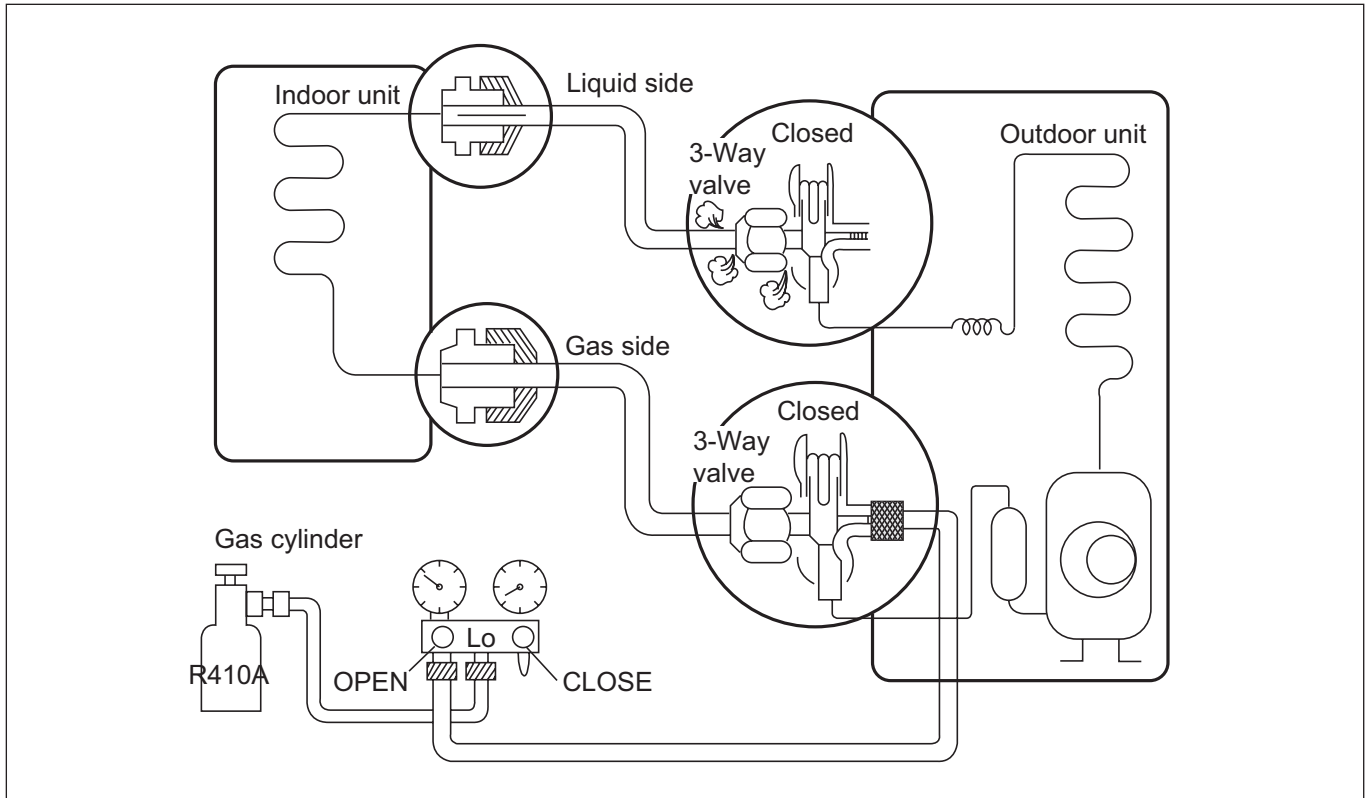 Indoor unit
Liquid side
Closed
3-Way
valve
Outdoor unit
Gas side
Closed
3-Way
valve
Gas cylinder
R410A
Lo
OPEN
CLOSE